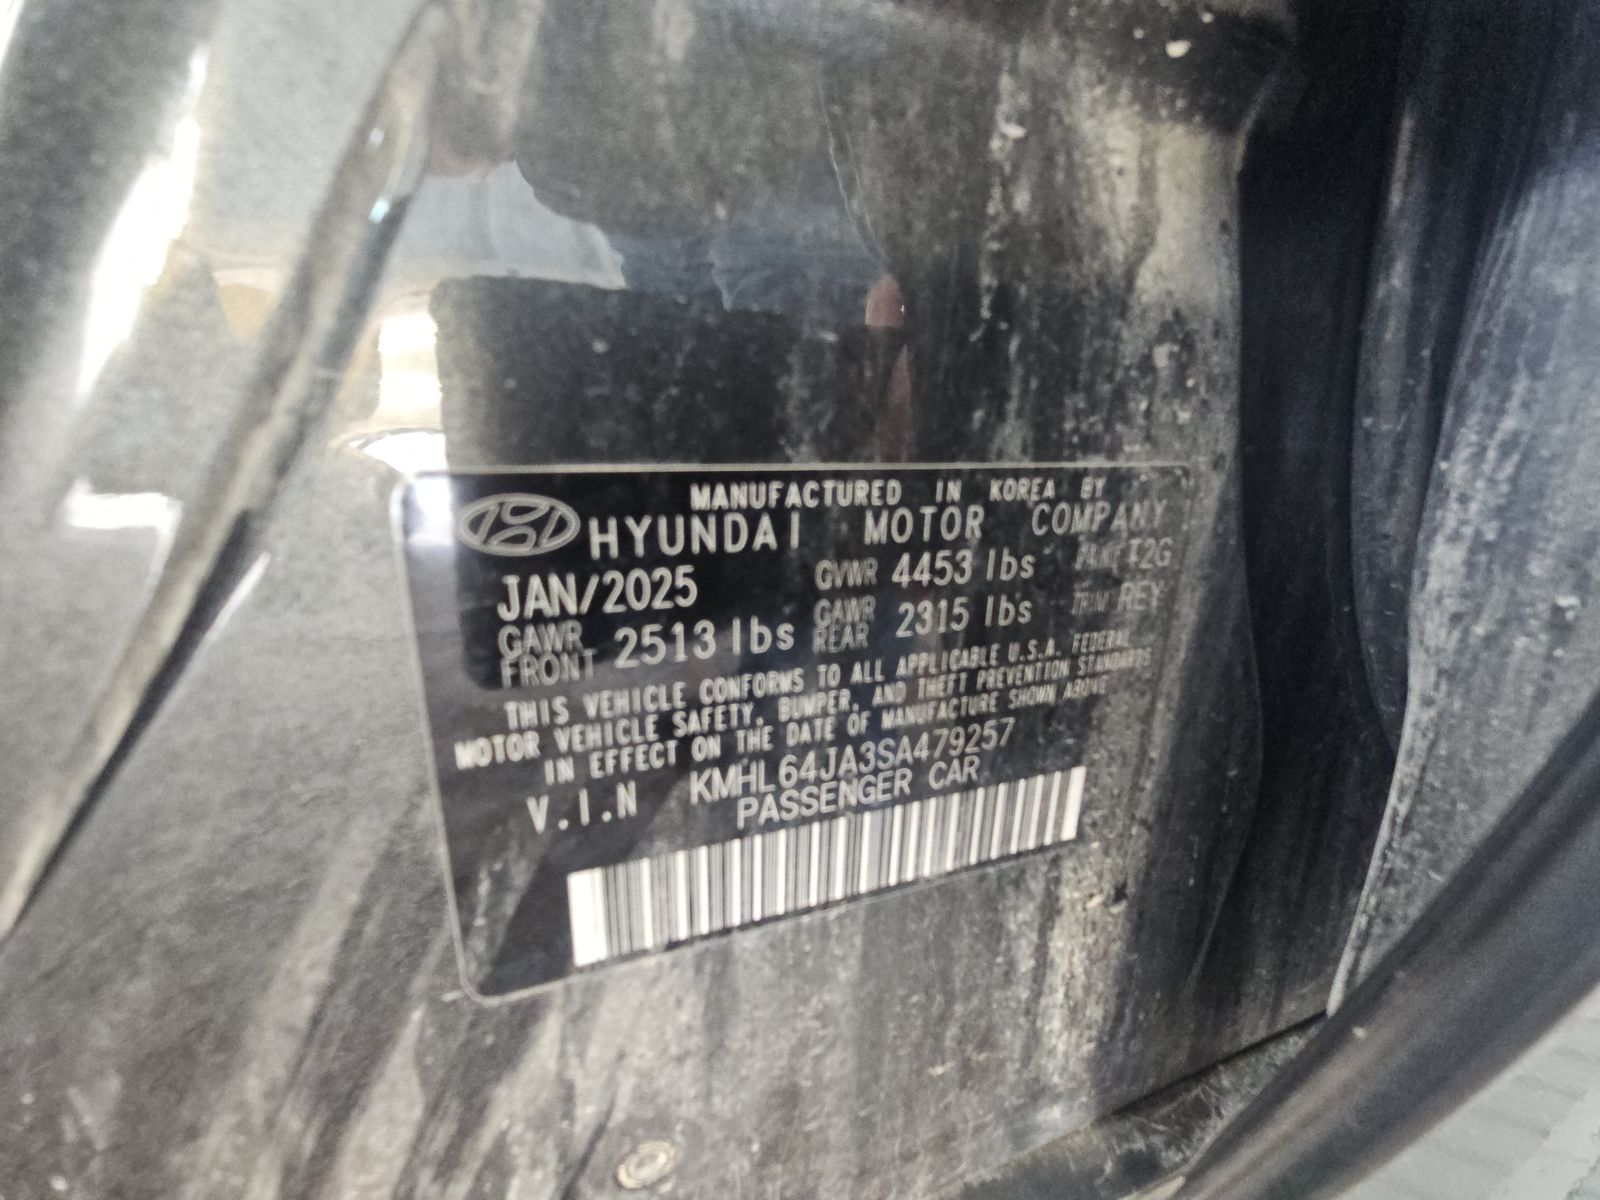 MANUFACTURED IN KOREA BY
HYUNDAI MOTOR COMPANY
JAN/2025 GVWR 4453 lbs PAINT T2G
GAWR FRONT 2513 lbs GAWR REAR 2315 lbs TRIM REY
THIS VEHICLE CONFORMS TO ALL APPLICABLE U.S.A. FEDERAL
MOTOR VEHICLE SAFETY, BUMPER, AND THEFT PREVENTION STANDARDS
IN EFFECT ON THE DATE OF MANUFACTURE SHOWN ABOVE
V.I.N KMHL64JA3SA479257
PASSENGER CAR